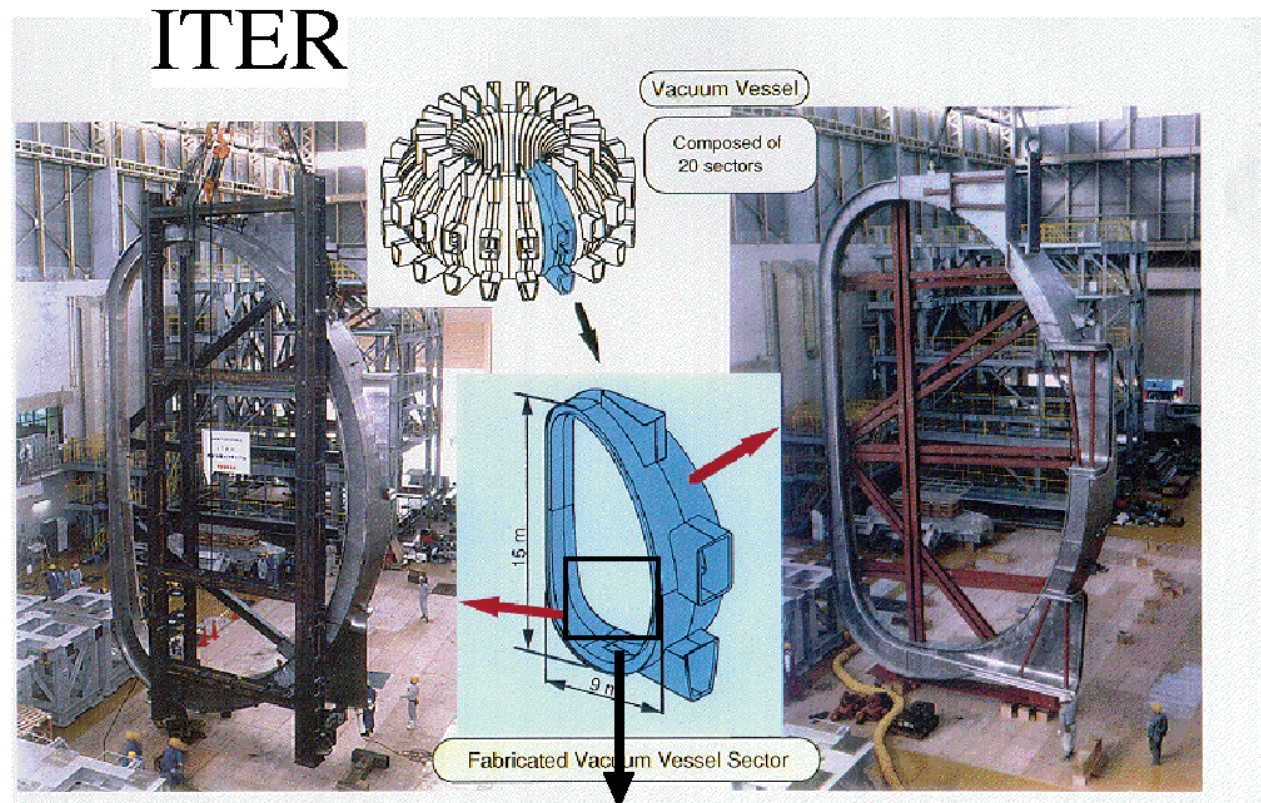 ITER
Vacuum Vessel
Composed of
20 sectors
15 m
9 m
Fabricated Vacuum Vessel Sector